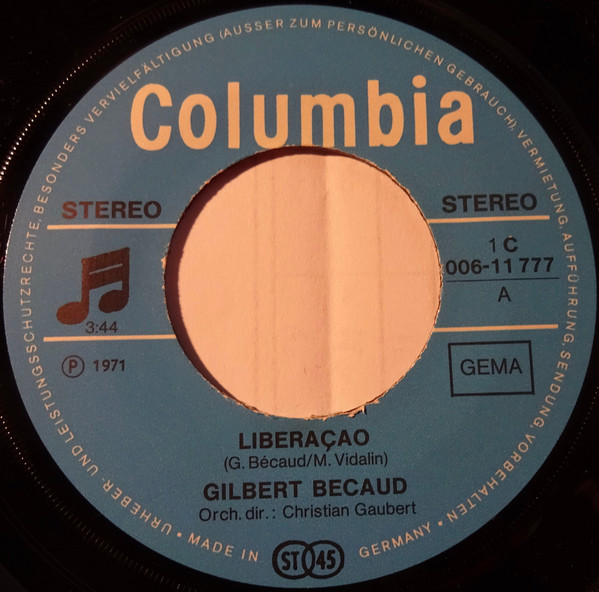 URHEBER- UND LEISTUNGSSCHUTZRECHTE, BESONDERS VERVIELFÄLTIGUNG (AUSSER ZUM PERSÖNLICHEN GEBRAUCH), VERMIETUNG, AUFFÜHRUNG, SENDUNG, VORBEHALTEN •
Columbia
STEREO
STEREO
1 C
006-11 777
A
3:44
Ⓟ 1971
GEMA
LIBERAÇAO
(G. Bécaud/M. Vidalin)
GILBERT BECAUD
Orch. dir.: Christian Gaubert
• MADE IN GERMANY •
ST 45